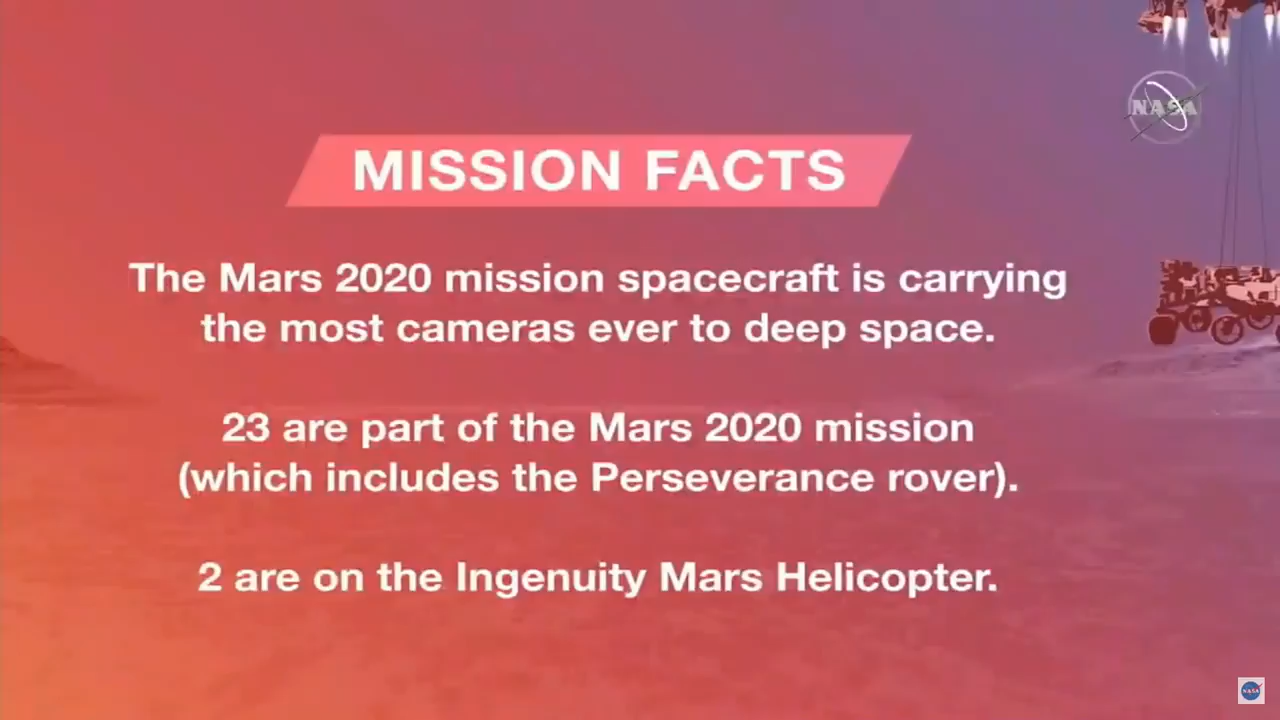 NASA
MISSION FACTS
The Mars 2020 mission spacecraft is carrying
the most cameras ever to deep space.
23 are part of the Mars 2020 mission
(which includes the Perseverance rover).
2 are on the Ingenuity Mars Helicopter.
NASA